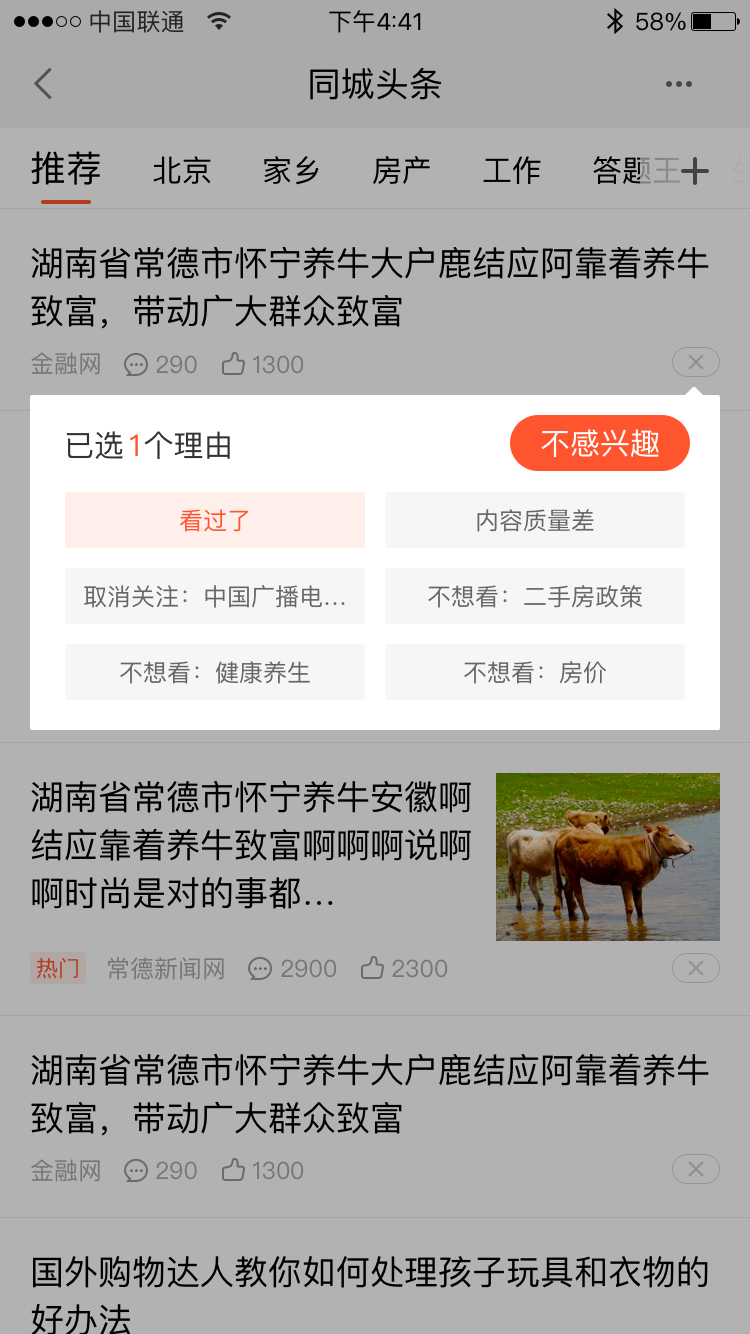 中国联通 下午4:41 58%
同城头条
推荐 北京 家乡 房产 工作 答题王
湖南省常德市怀宁养牛大户鹿结应阿靠着养牛
致富，带动广大群众致富
金融网 290 1300
已选1个理由 不感兴趣
看过了 内容质量差
取消关注：中国广播电... 不想看：二手房政策
不想看：健康养生 不想看：房价
湖南省常德市怀宁养牛安徽啊
结应靠着养牛致富啊啊啊说啊
啊时尚是对的事都...
热门 常德新闻网 2900 2300
湖南省常德市怀宁养牛大户鹿结应阿靠着养牛
致富，带动广大群众致富
金融网 290 1300
国外购物达人教你如何处理孩子玩具和衣物的
好办法